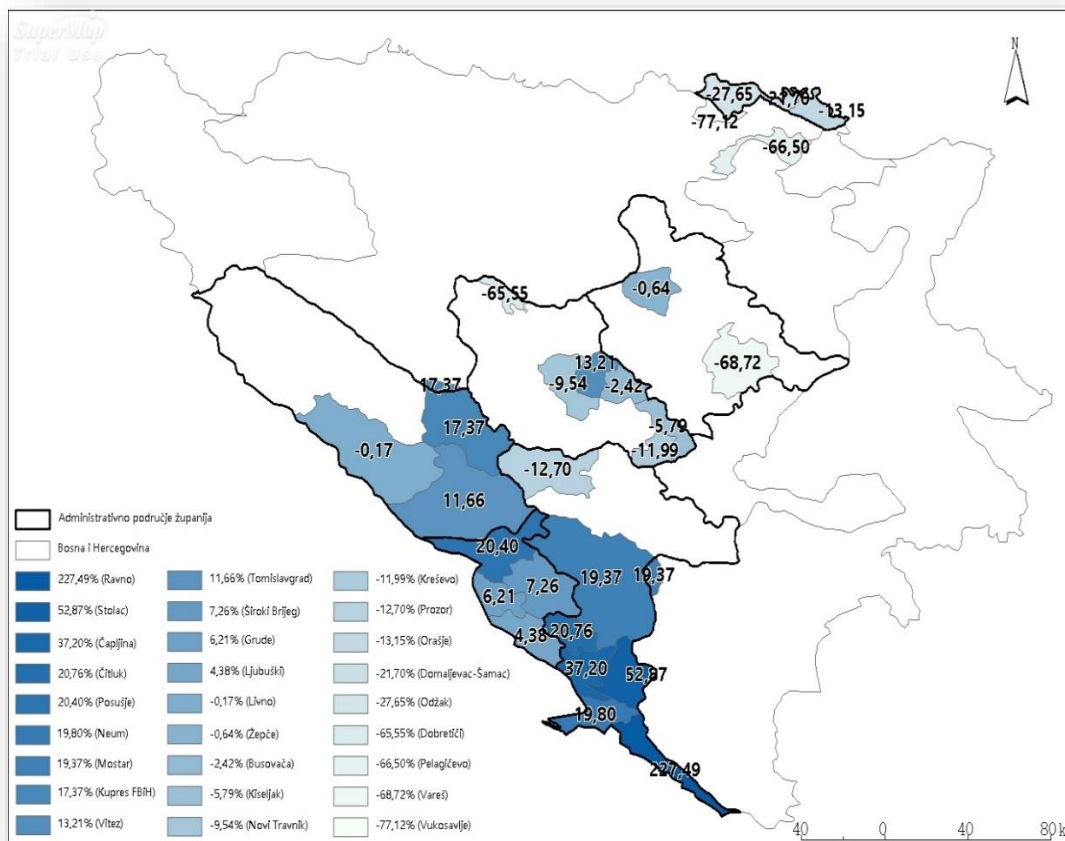 SuperMap
Trial Use
N
-27,65
-21,70
-13,15
-77,12
-66,50
-65,55
-0,64
13,21
-68,72
17,37
-9,54
-2,42
17,37
-5,79
-0,17
-11,99
-12,70
11,66
20,40
19,37
19,37
7,26
6,21
4,38
20,76
37,20
52,87
19,80
227,49
Administrativno područje županija
Bosna i Hercegovina
227,49% (Ravno)
52,87% (Stolac)
37,20% (Čapljina)
20,76% (Čitluk)
20,40% (Posušje)
19,80% (Neum)
19,37% (Mostar)
17,37% (Kupres FBiH)
13,21% (Vitez)
11,66% (Tomislavgrad)
7,26% (Široki Brijeg)
6,21% (Grude)
4,38% (Ljubuški)
-0,17% (Livno)
-0,64% (Žepče)
-2,42% (Busovača)
-5,79% (Kiseljak)
-9,54% (Novi Travnik)
-11,99% (Kreševo)
-12,70% (Prozor)
-13,15% (Orašje)
-21,70% (Domaljevac-Šamac)
-27,65% (Odžak)
-65,55% (Dobretići)
-66,50% (Pelagićevo)
-68,72% (Vareš)
-77,12% (Vukosavlje)
40 0 40 80 k